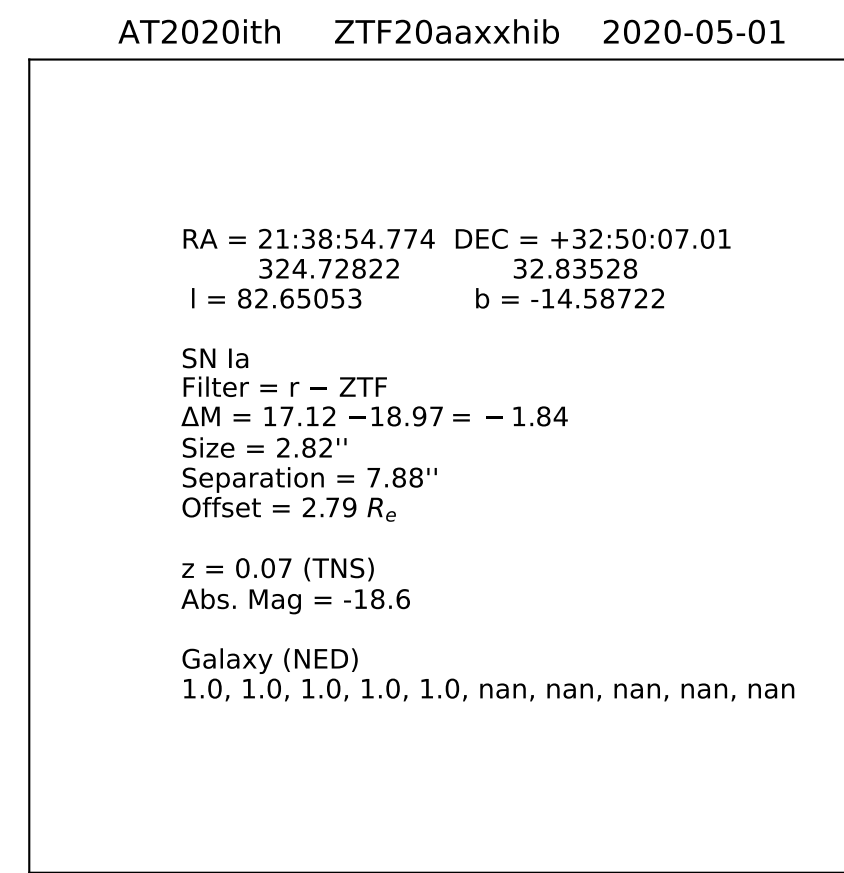 AT2020ith ZTF20aaxxhib 2020-05-01
RA = 21:38:54.774 DEC = +32:50:07.01
324.72822 32.83528
l = 82.65053 b = -14.58722
SN Ia
Filter = r − ZTF
ΔM = 17.12 −18.97 = − 1.84
Size = 2.82''
Separation = 7.88''
Offset = 2.79 Re
z = 0.07 (TNS)
Abs. Mag = -18.6
Galaxy (NED)
1.0, 1.0, 1.0, 1.0, 1.0, nan, nan, nan, nan, nan